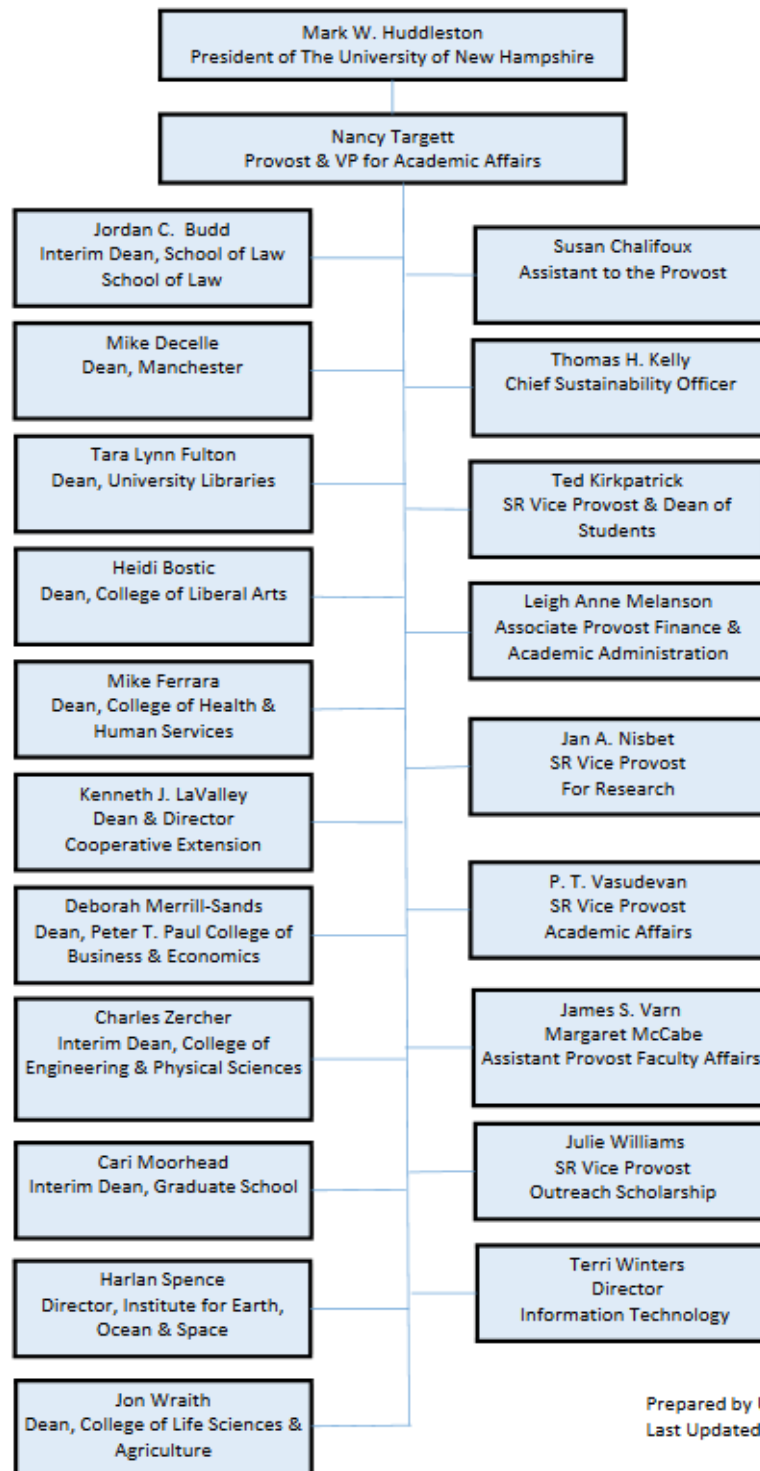 Mark W. Huddleston
President of The University of New Hampshire
Nancy Targett
Provost & VP for Academic Affairs
Jordan C. Budd
Interim Dean, School of Law
School of Law
Mike Decelle
Dean, Manchester
Tara Lynn Fulton
Dean, University Libraries
Heidi Bostic
Dean, College of Liberal Arts
Mike Ferrara
Dean, College of Health &
Human Services
Kenneth J. LaValley
Dean & Director
Cooperative Extension
Deborah Merrill-Sands
Dean, Peter T. Paul College of
Business & Economics
Charles Zercher
Interim Dean, College of
Engineering & Physical Sciences
Cari Moorhead
Interim Dean, Graduate School
Harlan Spence
Director, Institute for Earth,
Ocean & Space
Jon Wraith
Dean, College of Life Sciences &
Agriculture
Susan Chalifoux
Assistant to the Provost
Thomas H. Kelly
Chief Sustainability Officer
Ted Kirkpatrick
SR Vice Provost & Dean of
Students
Leigh Anne Melanson
Associate Provost Finance &
Academic Administration
Jan A. Nisbet
SR Vice Provost
For Research
P. T. Vasudevan
SR Vice Provost
Academic Affairs
James S. Varn
Margaret McCabe
Assistant Provost Faculty Affairs
Julie Williams
SR Vice Provost
Outreach Scholarship
Terri Winters
Director
Information Technology
Prepared by
Last Updated